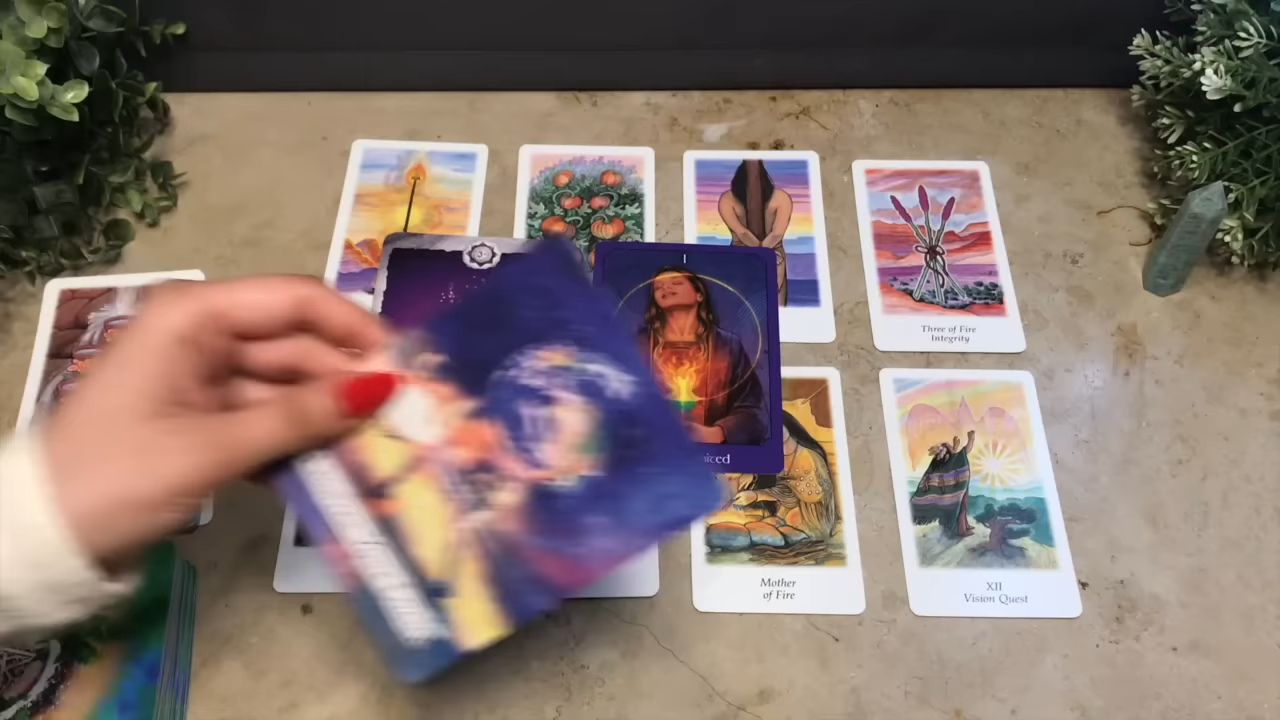 I
Three of Fire
Integrity
Mother
of Fire
XII
Vision Quest